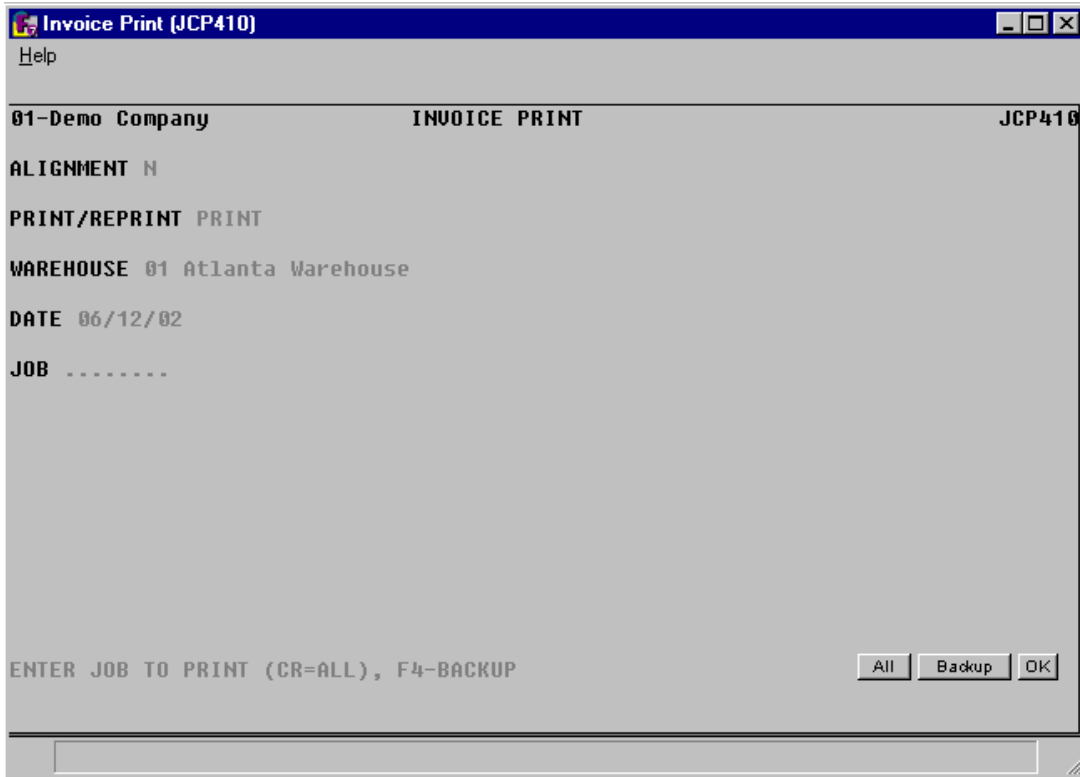 Invoice Print (JCP410)
Help
01-Demo Company INVOICE PRINT JCP410
ALIGNMENT N
PRINT/REPRINT PRINT
WAREHOUSE 01 Atlanta Warehouse
DATE 06/12/02
JOB ........
ENTER JOB TO PRINT (CR=ALL), F4-BACKUP All Backup OK